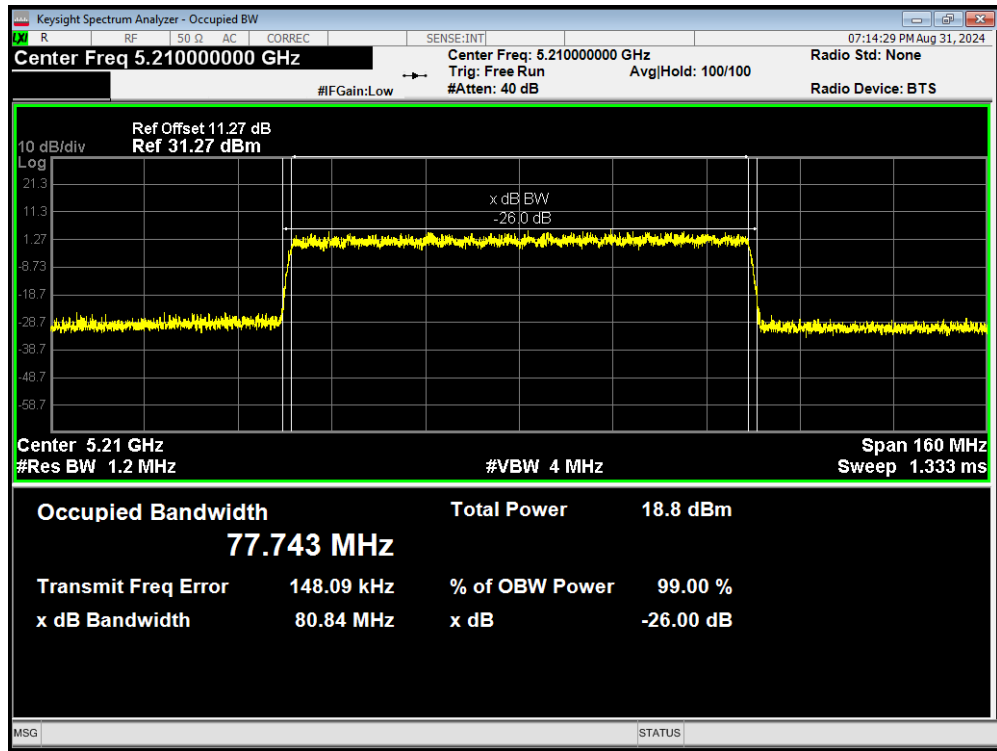 Keysight Spectrum Analyzer - Occupied BW
LXI R RF 50 Ω AC CORREC SENSE:INT 07:14:29 PM Aug 31, 2024
Center Freq 5.210000000 GHz
Center Freq: 5.210000000 GHz
Radio Std: None
Trig: Free Run Avg|Hold: 100/100
#IFGain:Low
#Atten: 40 dB
Radio Device: BTS
Ref Offset 11.27 dB
10 dB/div Ref 31.27 dBm
Log
21.3
11.3
1.27
-8.73
-18.7
-28.7
-38.7
-48.7
-58.7
x dB BW
-26.0 dB
Center 5.21 GHz Span 160 MHz
#Res BW 1.2 MHz #VBW 4 MHz Sweep 1.333 ms
Occupied Bandwidth Total Power 18.8 dBm
77.743 MHz
Transmit Freq Error 148.09 kHz % of OBW Power 99.00 %
x dB Bandwidth 80.84 MHz x dB -26.00 dB
MSG STATUS